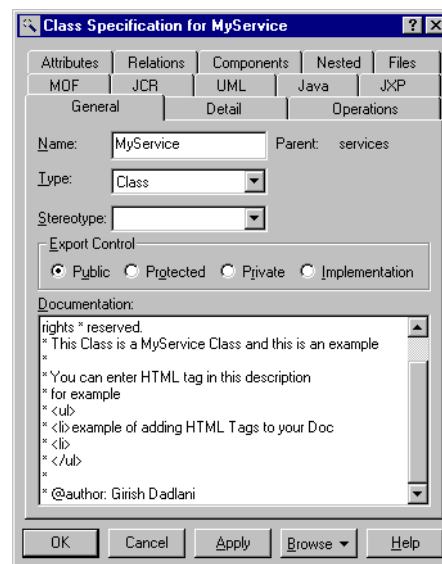 Class Specification for MyService
Attributes Relations Components Nested Files
MOF JCR UML Java JXP
General Detail Operations
Name: MyService Parent: services
Type: Class
Stereotype:
Export Control
Public Protected Private Implementation
Documentation:
rights * reserved.
* This Class is a MyService Class and this is an example
*
* You can enter HTML tag in this description
* for example
* <ul>
* <li>example of adding HTML Tags to your Doc
* <li>
* </ul>
*
* @author: Girish Dadlani
OK Cancel Apply Browse Help